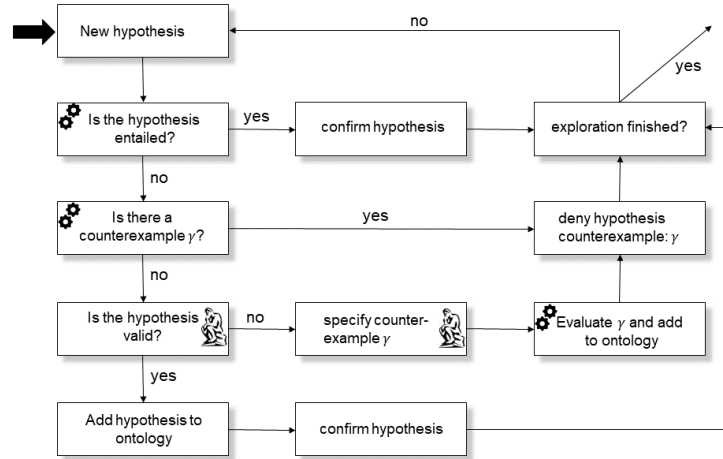 no
New hypothesis
yes
Is the hypothesis
entailed?
yes
confirm hypothesis
exploration finished?
no
Is there a
counterexample γ?
yes
deny hypothesis
counterexample: γ
no
Is the hypothesis
valid?
no
specify counter-
example γ
Evaluate γ and add
to ontology
yes
Add hypothesis to
ontology
confirm hypothesis